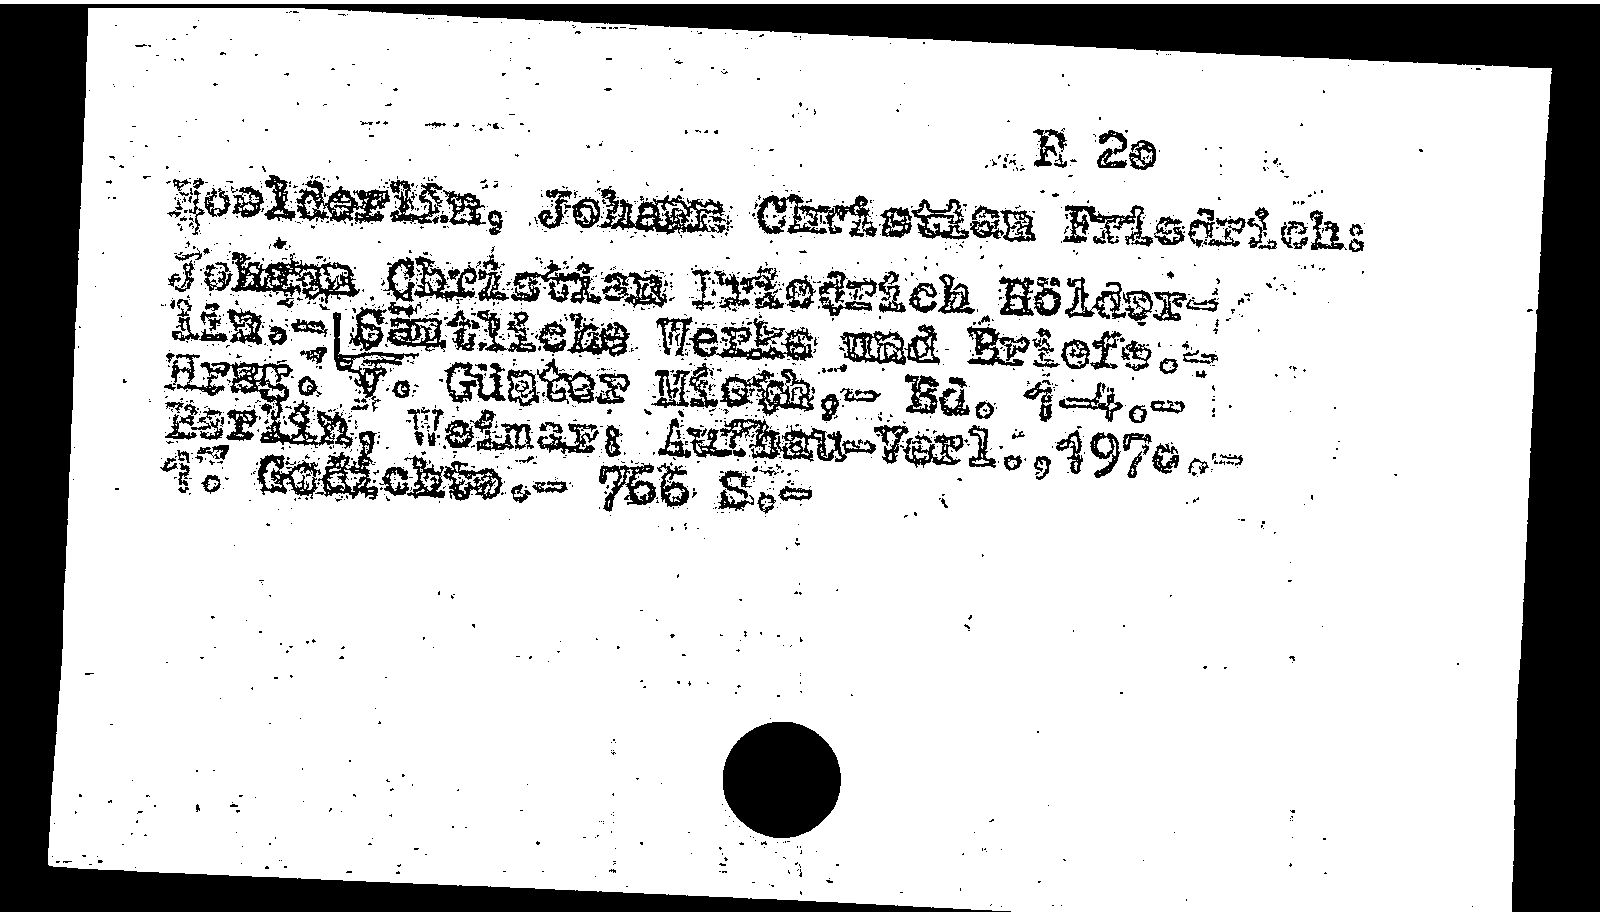 R 2o
Hoelderlin, Johann Christian Friedrich:
Johann Christian Friedrich Hölder-
lin.- Sämtliche Werke und Briefe.-
Hrsg. v. Günter Mieth,- Bd. 1-4.-
Berlin, Weimar: Aufbau-Verl.,197o.-
1. Gedichte.- 766 S.-